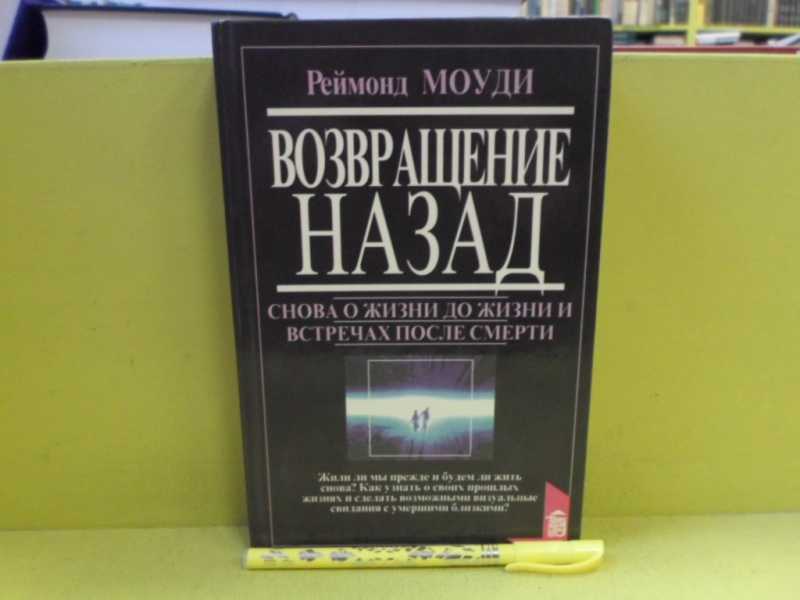 Реймонд МОУДИ
ВОЗВРАЩЕНИЕ
НАЗАД
СНОВА О ЖИЗНИ ДО ЖИЗНИ И
ВСТРЕЧАХ ПОСЛЕ СМЕРТИ
Жили ли мы прежде и будем ли жить
снова? Как узнать о своих прошлых
жизнях и сделать возможными визуальные
свидания с умершими близкими?